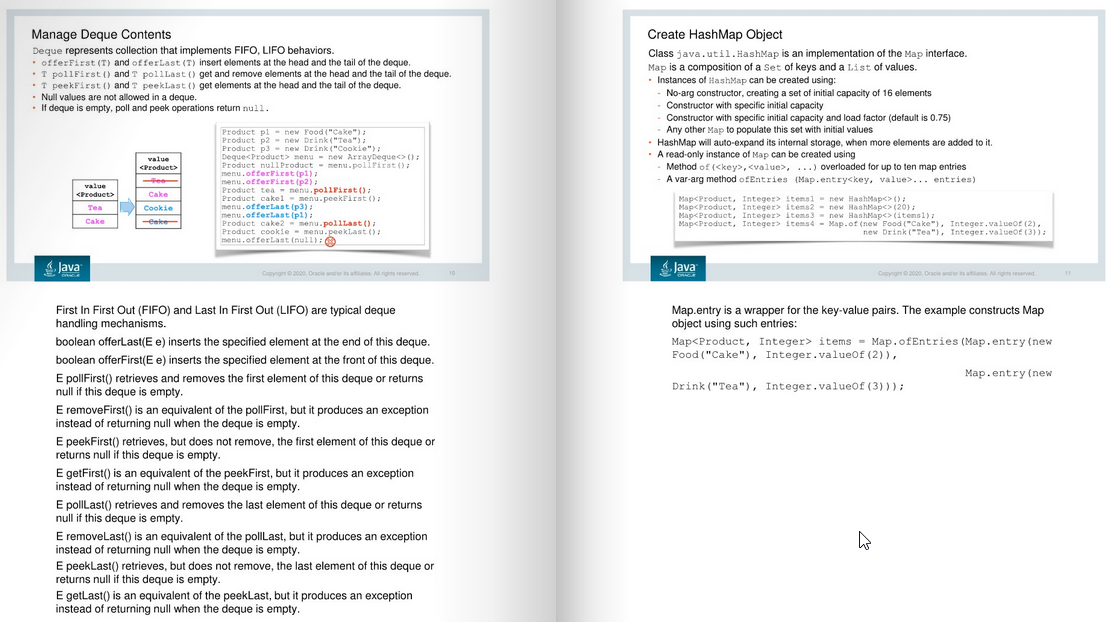 Manage Deque Contents
Deque represents collection that implements FIFO, LIFO behaviors.
• offerFirst(T) and offerLast(T) insert elements at the head and the tail of the deque.
• T pollFirst() and T pollLast() get and remove elements at the head and the tail of the deque.
• T peekFirst() and T peekLast() get elements at the head and the tail of the deque.
• Null values are not allowed in a deque.
• If deque is empty, poll and peek operations return null.
value
<Product>
Tea
Cake
value
<Product>
Tea
Cake
Cookie
Cake
Product p1 = new Food("Cake");
Product p2 = new Drink("Tea");
Product p3 = new Drink("Cookie");
Deque<Product> menu = new ArrayDeque<>();
Product nullProduct = menu.pollFirst();
menu.offerFirst(p1);
menu.offerFirst(p2);
Product tea = menu.pollFirst();
Product cake1 = menu.peekFirst();
menu.offerLast(p3);
menu.offerLast(p1);
Product cake2 = menu.pollLast();
Product cookie = menu.peekLast();
menu.offerLast(null);
Java
ORACLE
Copyright © 2020, Oracle and/or its affiliates. All rights reserved.
10
First In First Out (FIFO) and Last In First Out (LIFO) are typical deque
handling mechanisms.
boolean offerLast(E e) inserts the specified element at the end of this deque.
boolean offerFirst(E e) inserts the specified element at the front of this deque.
E pollFirst() retrieves and removes the first element of this deque or returns
null if this deque is empty.
E removeFirst() is an equivalent of the pollFirst, but it produces an exception
instead of returning null when the deque is empty.
E peekFirst() retrieves, but does not remove, the first element of this deque or
returns null if this deque is empty.
E getFirst() is an equivalent of the peekFirst, but it produces an exception
instead of returning null when the deque is empty.
E pollLast() retrieves and removes the last element of this deque or returns
null if this deque is empty.
E removeLast() is an equivalent of the pollLast, but it produces an exception
instead of returning null when the deque is empty.
E peekLast() retrieves, but does not remove, the last element of this deque or
returns null if this deque is empty.
E getLast() is an equivalent of the peekLast, but it produces an exception
instead of returning null when the deque is empty.
Create HashMap Object
Class java.util.HashMap is an implementation of the Map interface.
Map is a composition of a Set of keys and a List of values.
• Instances of HashMap can be created using:
- No-arg constructor, creating a set of initial capacity of 16 elements
- Constructor with specific initial capacity
- Constructor with specific initial capacity and load factor (default is 0.75)
- Any other Map to populate this set with initial values
• HashMap will auto-expand its internal storage, when more elements are added to it.
• A read-only instance of Map can be created using
- Method of(<key>,<value>, ...) overloaded for up to ten map entries
- A var-arg method ofEntries (Map.entry<key, value>... entries)
Map<Product, Integer> items1 = new HashMap<>();
Map<Product, Integer> items2 = new HashMap<>(20);
Map<Product, Integer> items3 = new HashMap<>(items1);
Map<Product, Integer> items4 = Map.of(new Food("Cake"), Integer.valueOf(2),
new Drink("Tea"), Integer.valueOf(3));
Java
ORACLE
Copyright © 2020, Oracle and/or its affiliates. All rights reserved.
11
Map.entry is a wrapper for the key-value pairs. The example constructs Map
object using such entries:
Map<Product, Integer> items = Map.ofEntries(Map.entry(new
Food("Cake"), Integer.valueOf(2)),
Map.entry(new
Drink("Tea"), Integer.valueOf(3)));